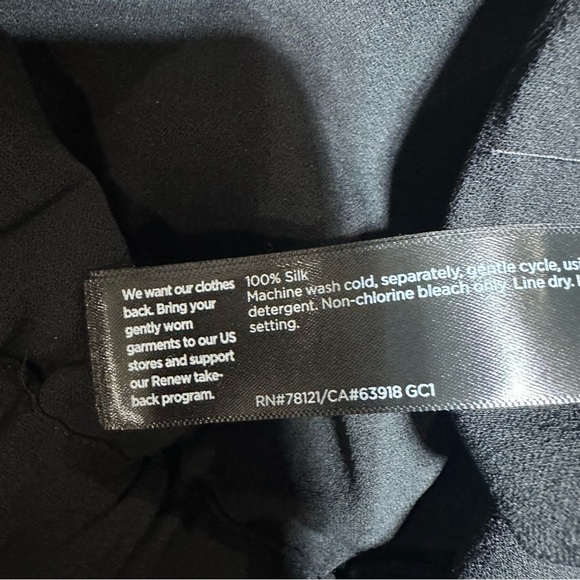 We want our clothes
back. Bring your
gently worn
garments to our US
stores and support
our Renew take-
back program.
100% Silk
Machine wash cold, separately, gentle cycle, usi
detergent. Non-chlorine bleach only. Line dry.
setting.
RN#78121/CA#63918 GC1